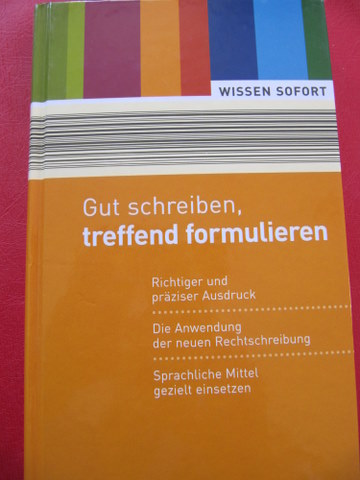 WISSEN SOFORT
Gut schreiben,
treffend formulieren
Richtiger und
präziser Ausdruck
Die Anwendung
der neuen Rechtschreibung
Sprachliche Mittel
gezielt einsetzen